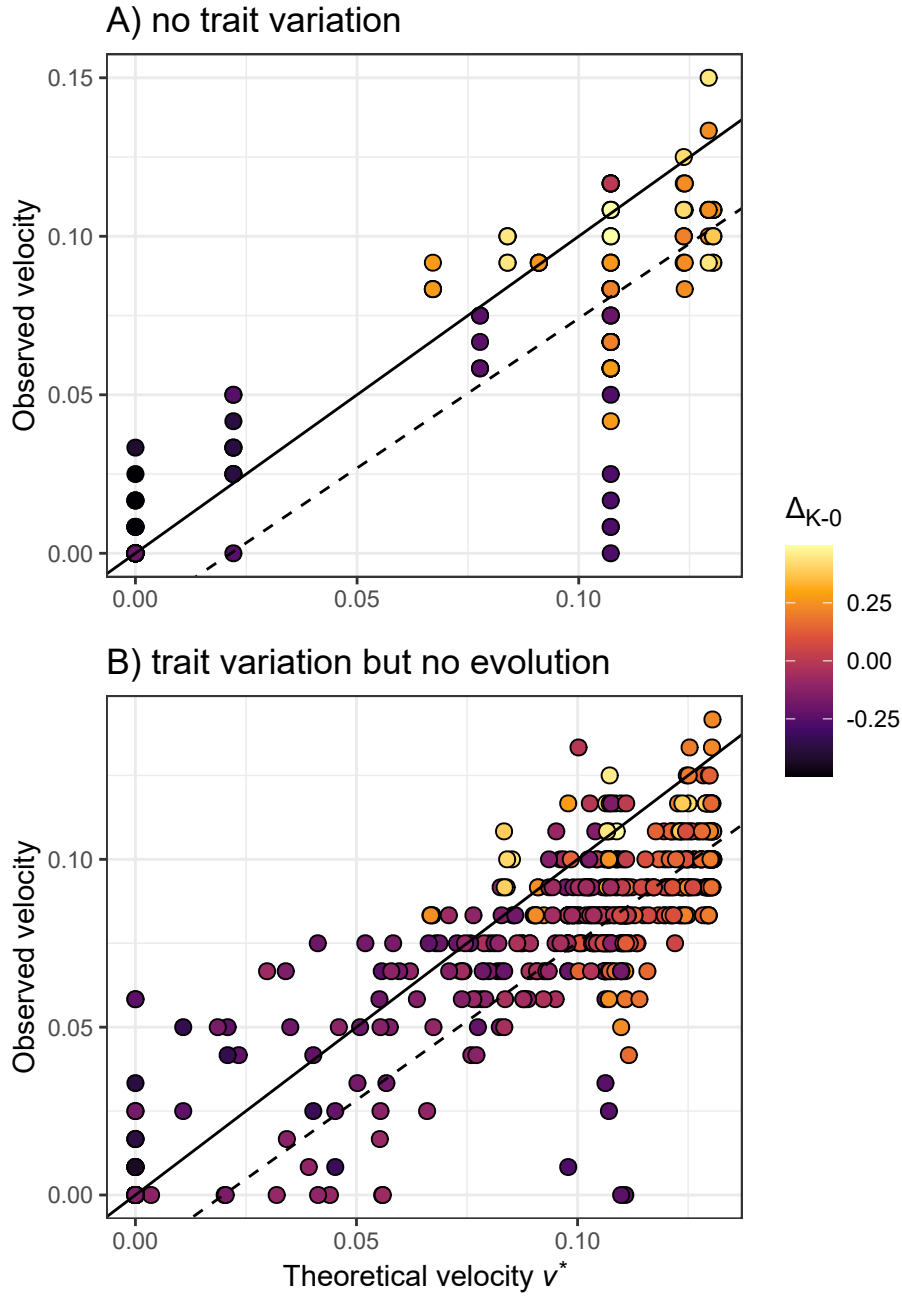 A) no trait variation
0.15
0.10
0.05
0.00
Observed velocity
0.00 0.05 0.10
B) trait variation but no evolution
0.10
0.05
0.00
Observed velocity
0.00 0.05 0.10
Theoretical velocity v*
ΔK-0
0.25
0.00
-0.25